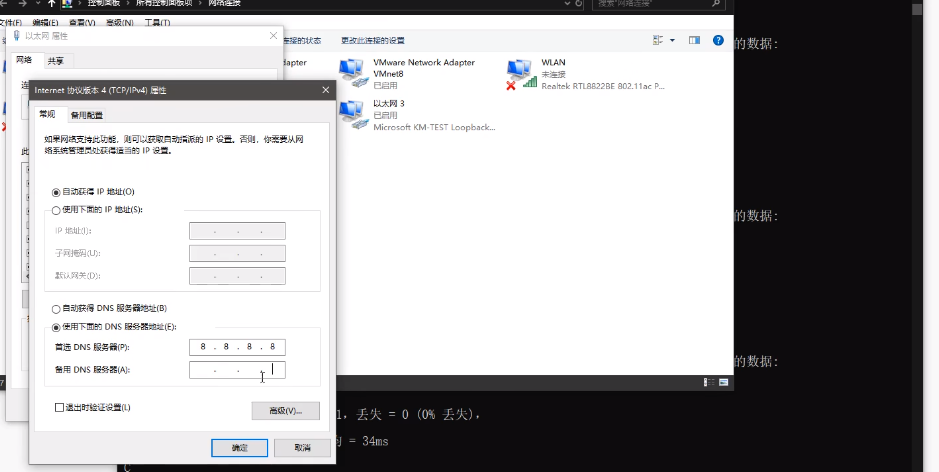 控制面板 › 所有控制面板项 › 网络连接
搜索"网络连接"
文件(F) 编辑(E) 查看(V) 高级(N) 工具(T)
以太网 属性
连接的状态 更改此连接的设置
网络 共享
dapter
VMware Network Adapter
VMnet8
已启用
WLAN
未连接
Realtek RTL8822BE 802.11ac P...
以太网 3
已启用
Microsoft KM-TEST Loopback...
Internet 协议版本 4 (TCP/IPv4) 属性
常规 备用配置
如果网络支持此功能，则可以获取自动指派的 IP 设置。否则，你需要从网
络系统管理员处获得适当的 IP 设置。
自动获得 IP 地址(O)
使用下面的 IP 地址(S):
IP 地址(I):
子网掩码(U):
默认网关(D):
自动获得 DNS 服务器地址(B)
使用下面的 DNS 服务器地址(E):
首选 DNS 服务器(P): 8 . 8 . 8 . 8
备用 DNS 服务器(A):
退出时验证设置(L)
高级(V)...
确定 取消
的数据:
的数据:
的数据:
1，丢失 = 0 (0% 丢失)，
= 34ms